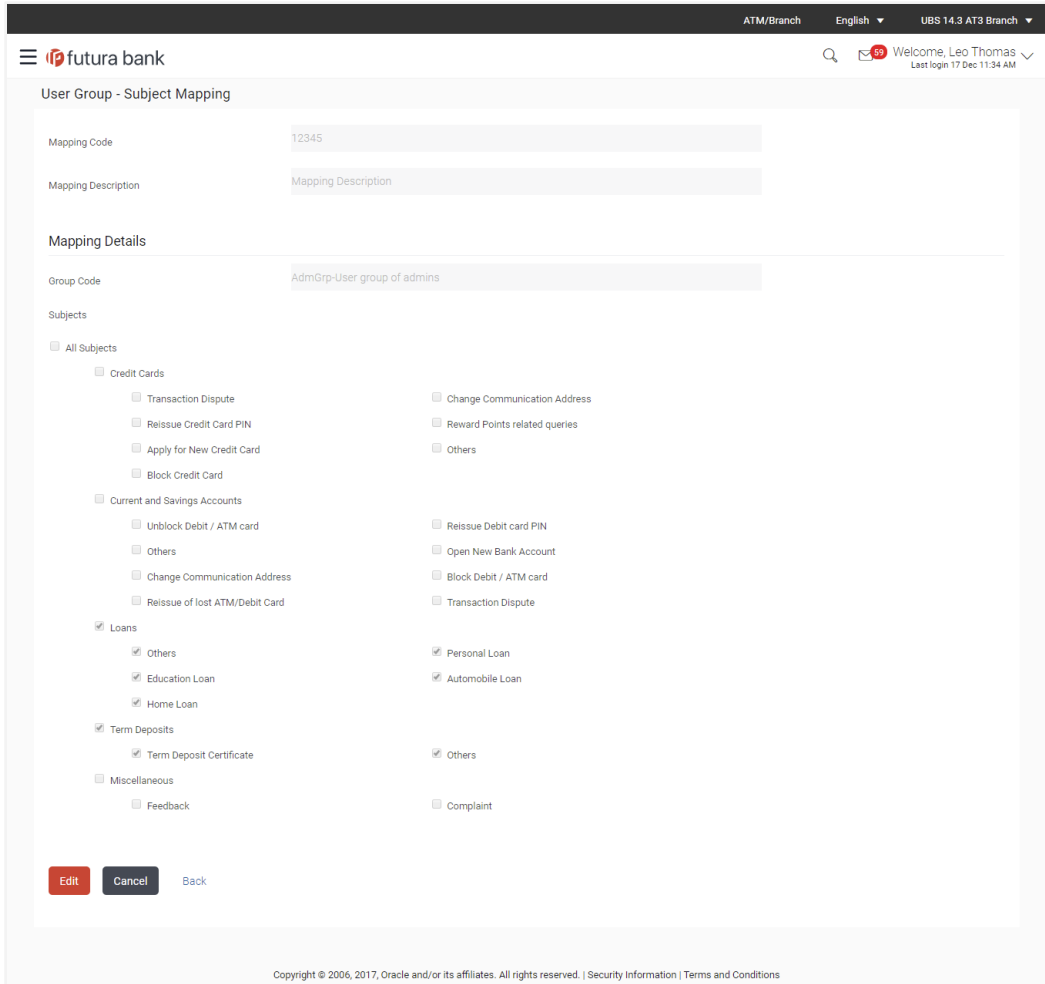 ATM/Branch English UBS 14.3 AT3 Branch
futura bank 59 Welcome, Leo Thomas
Last login 17 Dec 11:34 AM
User Group - Subject Mapping
Mapping Code 12345
Mapping Description Mapping Description
Mapping Details
Group Code AdmGrp-User group of admins
Subjects
All Subjects
Credit Cards
Transaction Dispute Change Communication Address
Reissue Credit Card PIN Reward Points related queries
Apply for New Credit Card Others
Block Credit Card
Current and Savings Accounts
Unblock Debit / ATM card Reissue Debit card PIN
Others Open New Bank Account
Change Communication Address Block Debit / ATM card
Reissue of lost ATM/Debit Card Transaction Dispute
Loans
Others Personal Loan
Education Loan Automobile Loan
Home Loan
Term Deposits
Term Deposit Certificate Others
Miscellaneous
Feedback Complaint
Edit Cancel Back
Copyright © 2006, 2017, Oracle and/or its affiliates. All rights reserved. | Security Information | Terms and Conditions